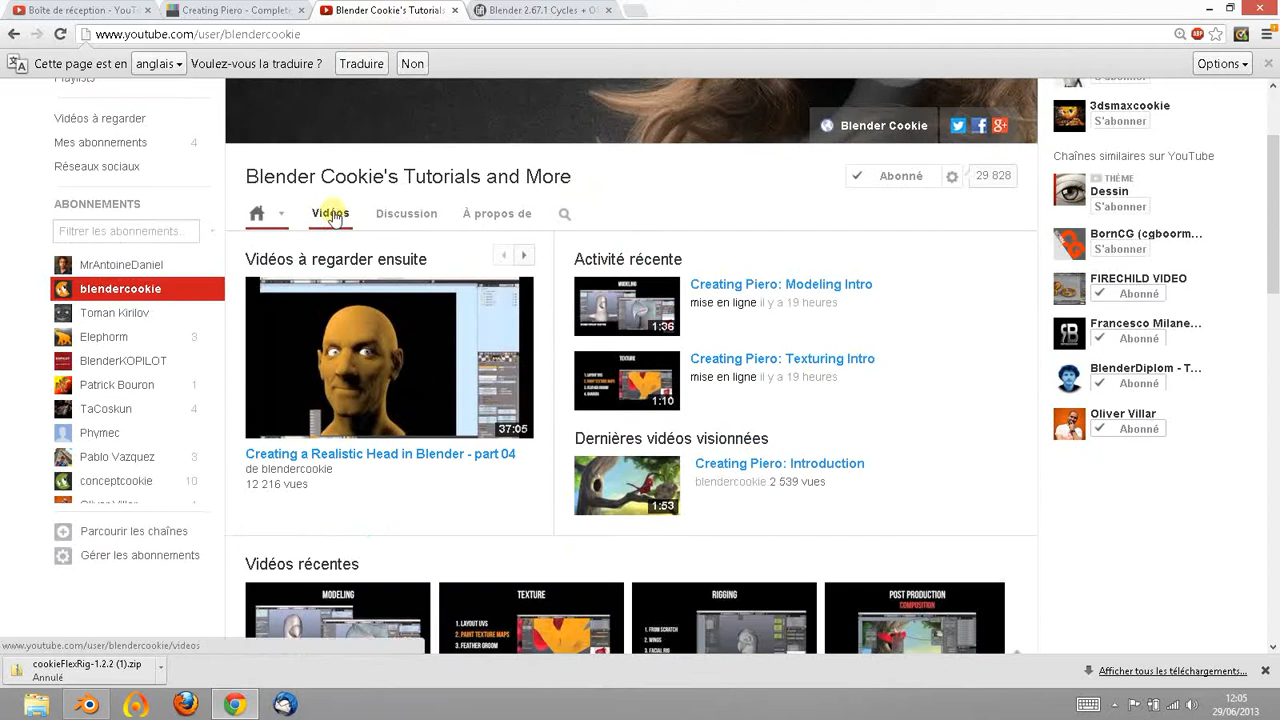 Boîte de réception - YouT
Creating Piero - Complete
Blender Cookie's Tutorials
Blender 2.67.1 Cycles + O
www.youtube.com/user/blendercookie
Cette page est en anglais Voulez-vous la traduire ? Traduire Non Options
Playlists
Vidéos à regarder
Mes abonnements 4
Réseaux sociaux
ABONNEMENTS
Filtrer les abonnements..
MrAntoineDaniel
blendercookie
Tonan Kirilov
Elephorm 3
BlenderKOPILOT
Patrick Bouron 1
TaCoskun 4
Phymec
Pablo Vazquez 3
conceptcookie 10
Oliver Villar
Parcourir les chaînes
Gérer les abonnements
Blender Cookie
Blender Cookie's Tutorials and More
Abonné 29 828
Vidéos Discussion À propos de
Vidéos à regarder ensuite
37:05
Creating a Realistic Head in Blender - part 04
de blendercookie
12 216 vues
Activité récente
MODELING
1:36
Creating Piero: Modeling Intro
mise en ligne il y a 19 heures
TEXTURE
1:10
Creating Piero: Texturing Intro
mise en ligne il y a 19 heures
Dernières vidéos visionnées
1:53
Creating Piero: Introduction
blendercookie 2 539 vues
Vidéos récentes
MODELING
TEXTURE
1. LAYOUT UVS
2. PAINT TEXTURE MAPS
3. FEATHER GROOM
RIGGING
1. FROM SCRATCH
2. WINGS
3. FACIAL RIG
POST PRODUCTION
COMPOSITION
S'abonner
3dsmaxcookie
S'abonner
Chaînes similaires sur YouTube
THÈME
Dessin
S'abonner
BornCG (cgboorm...
S'abonner
FIRECHILD VIDEO
Abonné
Francesco Milane...
Abonné
BlenderDiplom - T...
Abonné
Oliver Villar
Abonné
www.youtube.com/user/blendercookie/videos
cookieFlexRig-1.2.2 (1).zip
Annulé
Afficher tous les téléchargements...
12:05
29/06/2013